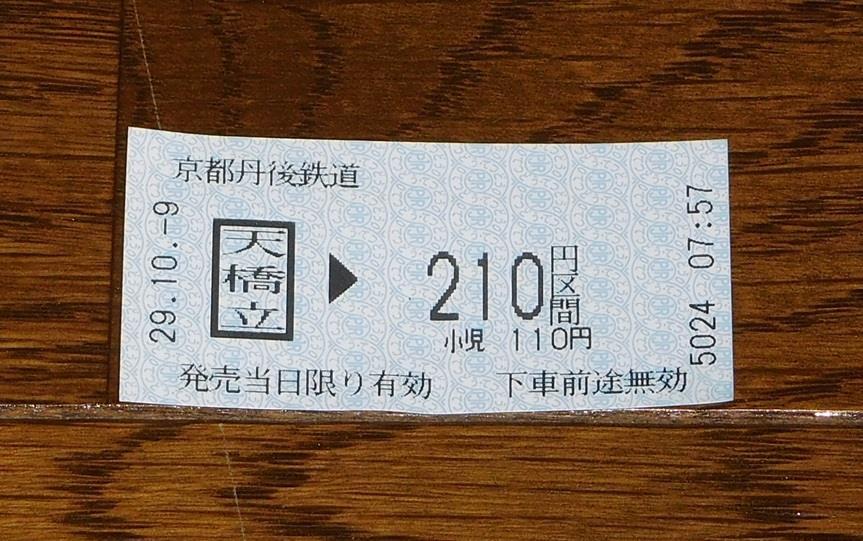 京都丹後鉄道
29.10.-9
天橋立
▶
210円区間
小児 110円
発売当日限り有効 下車前途無効
5024 07:57